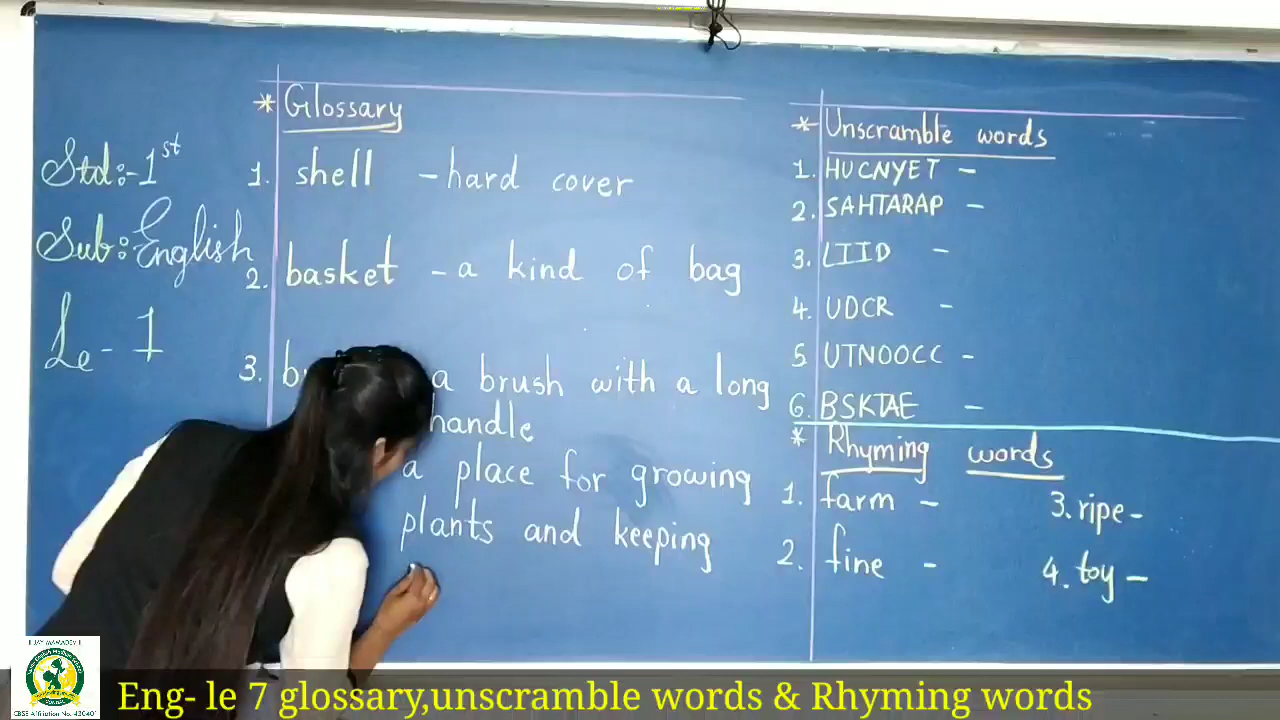 Std:-1st
Sub: English
Le- 1
* Glossary
1. shell - hard cover
2. basket - a kind of bag
3. a brush with a long
handle
a place for growing
plants and keeping
* Unscramble words
1. HUCNYET -
2. SAHTARAP -
3. LIID -
4. UDCR -
5 UTNOOCC -
6. BSKTAE -
* Rhyming words
1. farm -
2. fine -
3. ripe -
4. toy -
|| JAY MAHADEV ||
CBSE Affiliation No. 430401
Eng- le 7 glossary,unscramble words & Rhyming words